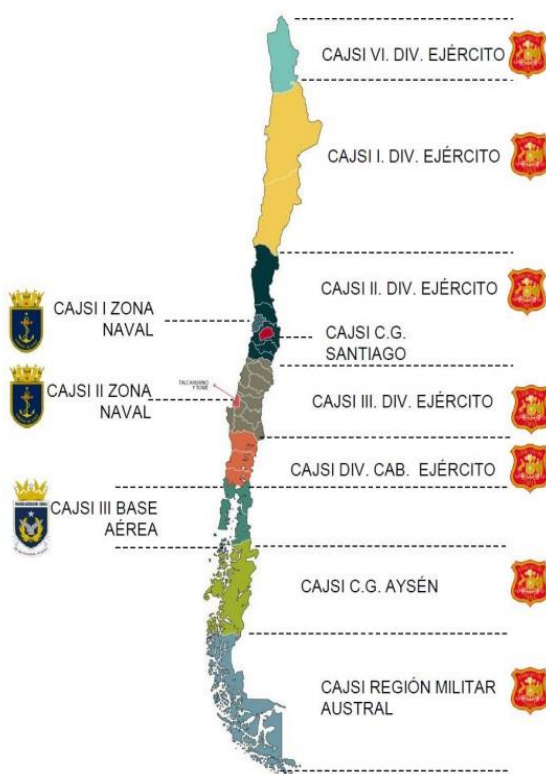 CAJSI VI. DIV. EJÉRCITO
CAJSI I. DIV. EJÉRCITO
CAJSI II. DIV. EJÉRCITO
CAJSI I ZONA
NAVAL
CAJSI C.G.
SANTIAGO
CAJSI II ZONA
NAVAL
TALCAHUANO
Y TOMÉ
CAJSI III. DIV. EJÉRCITO
CAJSI DIV. CAB. EJÉRCITO
CAJSI III BASE
AÉREA
CAJSI C.G. AYSÉN
CAJSI REGIÓN MILITAR
AUSTRAL